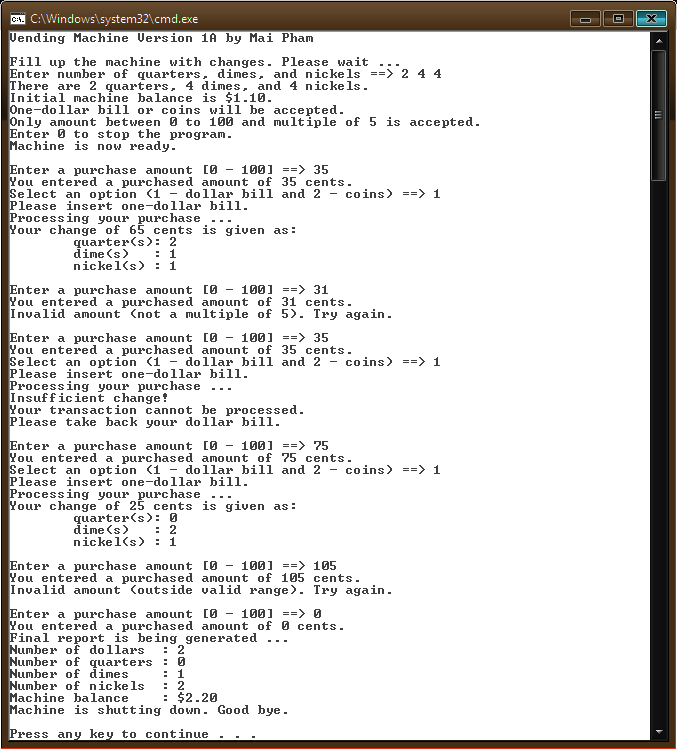 C:\Windows\system32\cmd.exe
Vending Machine Version 1A by Mai Pham
Fill up the machine with changes. Please wait ...
Enter number of quarters, dimes, and nickels ==> 2 4 4
There are 2 quarters, 4 dimes, and 4 nickels.
Initial machine balance is $1.10.
One-dollar bill or coins will be accepted.
Only amount between 0 to 100 and multiple of 5 is accepted.
Enter 0 to stop the program.
Machine is now ready.
Enter a purchase amount [0 - 100] ==> 35
You entered a purchased amount of 35 cents.
Select an option (1 - dollar bill and 2 - coins) ==> 1
Please insert one-dollar bill.
Processing your purchase ...
Your change of 65 cents is given as:
quarter(s): 2
dime(s)   : 1
nickel(s) : 1
Enter a purchase amount [0 - 100] ==> 31
You entered a purchased amount of 31 cents.
Invalid amount (not a multiple of 5). Try again.
Enter a purchase amount [0 - 100] ==> 35
You entered a purchased amount of 35 cents.
Select an option (1 - dollar bill and 2 - coins) ==> 1
Please insert one-dollar bill.
Processing your purchase ...
Insufficient change!
Your transaction cannot be processed.
Please take back your dollar bill.
Enter a purchase amount [0 - 100] ==> 75
You entered a purchased amount of 75 cents.
Select an option (1 - dollar bill and 2 - coins) ==> 1
Please insert one-dollar bill.
Processing your purchase ...
Your change of 25 cents is given as:
quarter(s): 0
dime(s)   : 2
nickel(s) : 1
Enter a purchase amount [0 - 100] ==> 105
You entered a purchased amount of 105 cents.
Invalid amount (outside valid range). Try again.
Enter a purchase amount [0 - 100] ==> 0
You entered a purchased amount of 0 cents.
Final report is being generated ...
Number of dollars  : 2
Number of quarters : 0
Number of dimes    : 1
Number of nickels  : 2
Machine balance    : $2.20
Machine is shutting down. Good bye.
Press any key to continue . . .